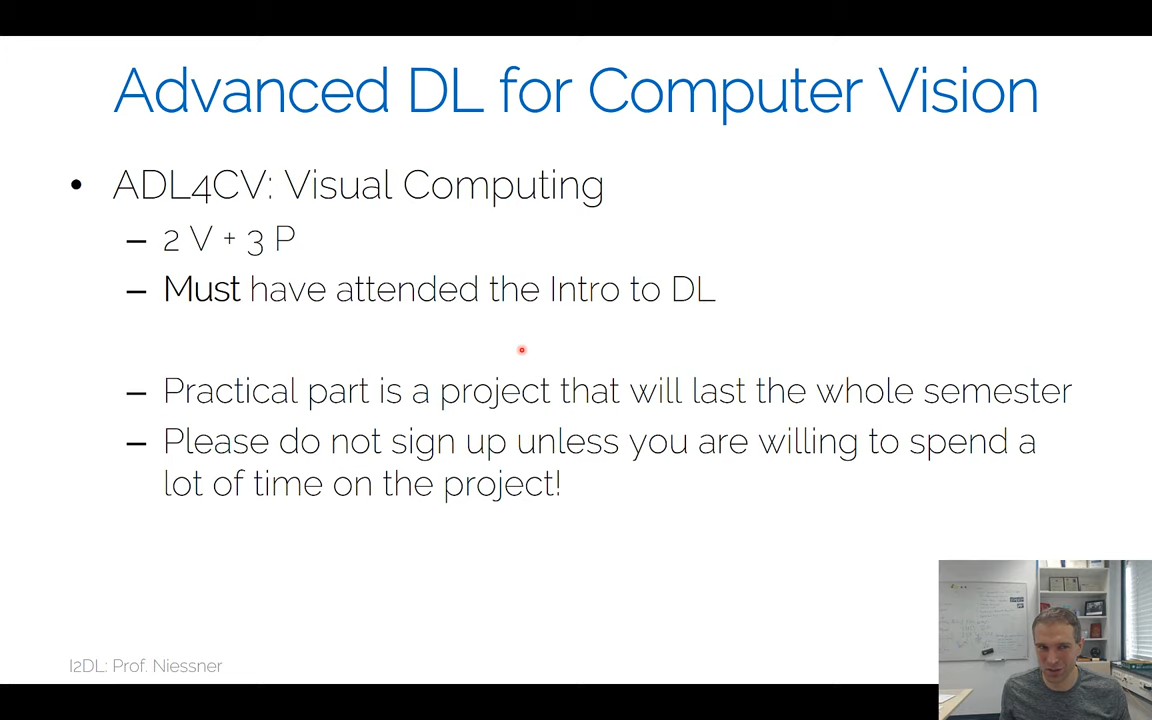 Advanced DL for Computer Vision
• ADL4CV: Visual Computing
– 2 V + 3 P
– Must have attended the Intro to DL
– Practical part is a project that will last the whole semester
– Please do not sign up unless you are willing to spend a
lot of time on the project!
I2DL: Prof. Niessner